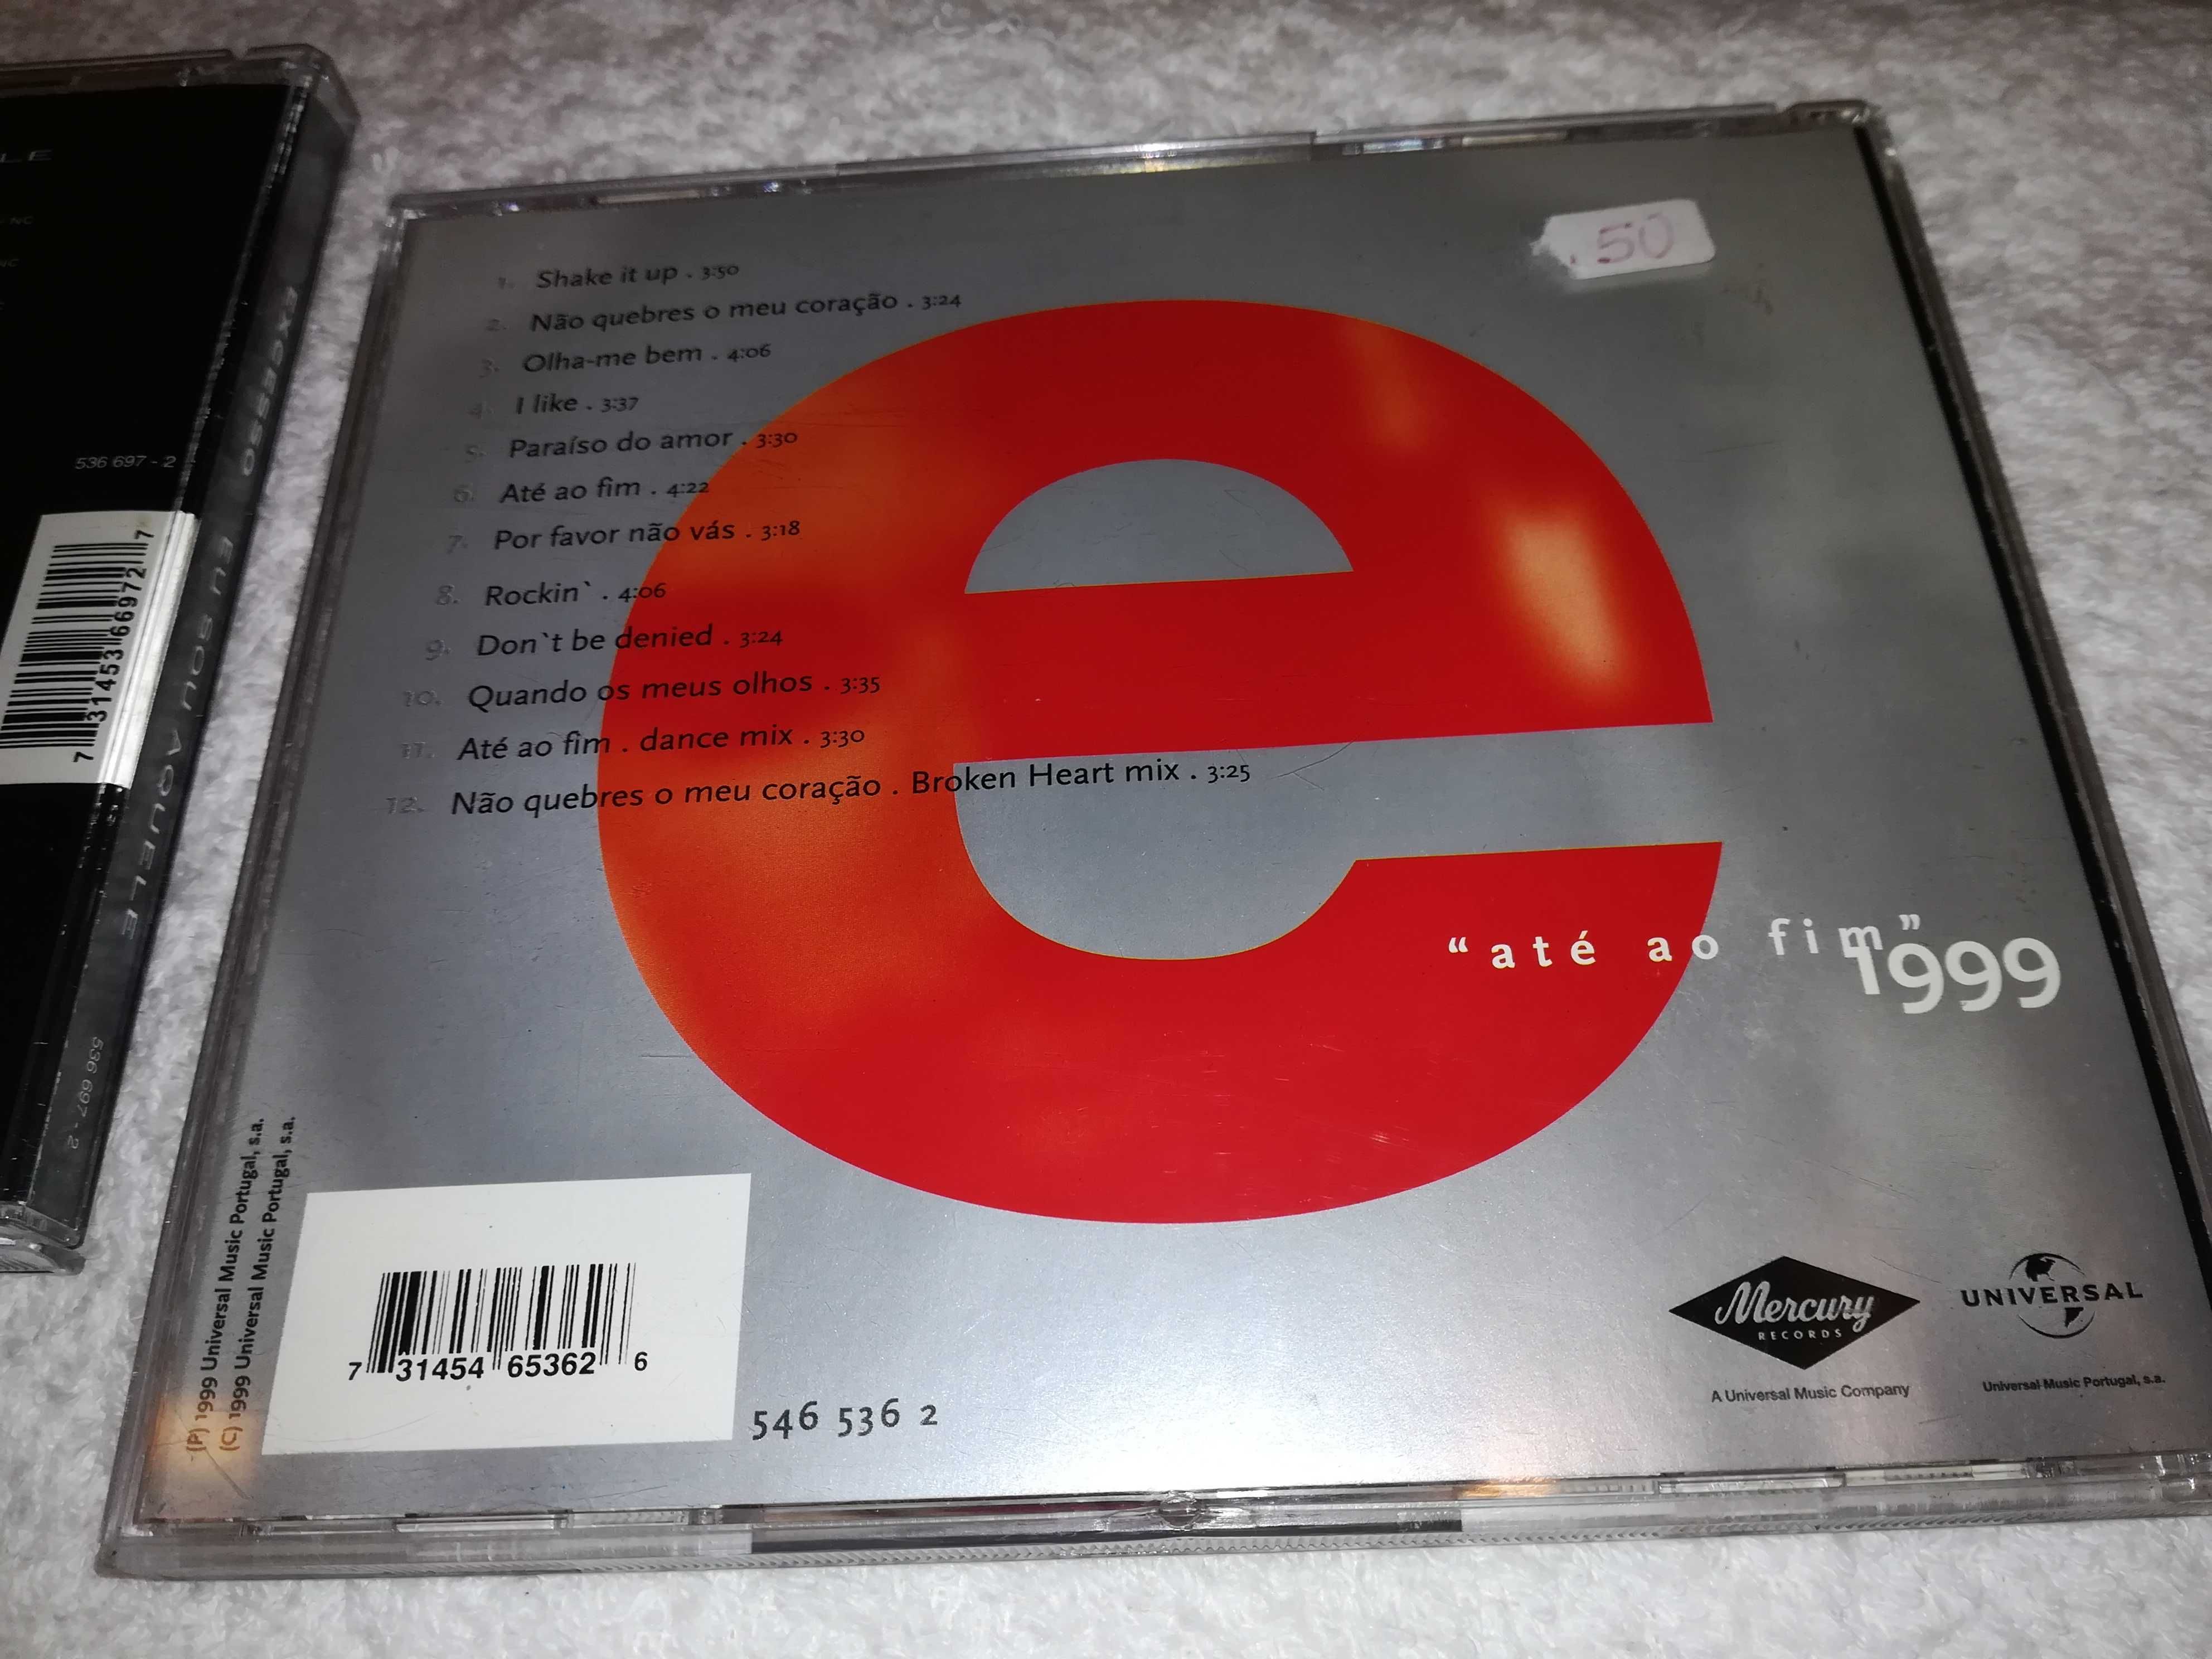 LE
NC
NC
536 697 - 2
7 31453 66972 7
EXCESSO EU SOU AQUELE
536 697 - 2
.50
1. Shake it up . 3:50
2. Não quebres o meu coração . 3:24
3. Olha-me bem . 4:06
4. I like . 3:37
5. Paraíso do amor . 3:30
6. Até ao fim . 4:22
7. Por favor não vás . 3:18
8. Rockin` . 4:06
9. Don`t be denied . 3:24
10. Quando os meus olhos . 3:35
11. Até ao fim . dance mix . 3:30
12. Não quebres o meu coração . Broken Heart mix . 3:25
“até ao fim”
1999
(P) 1999 Universal Music Portugal, s.a.
(C) 1999 Universal Music Portugal, s.a.
7 31454 65362 6
546 536 2
Mercury
RECORDS
A Universal Music Company
UNIVERSAL
Universal Music Portugal, s.a.